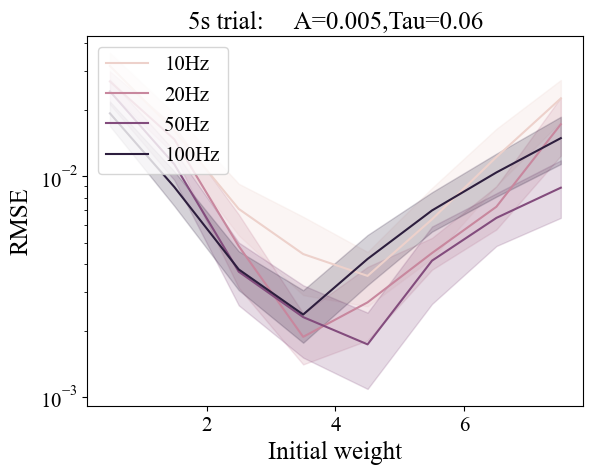 5s trial: A=0.005,Tau=0.06
10Hz
20Hz
50Hz
100Hz
RMSE
10⁻²
10⁻³
2 4 6
Initial weight